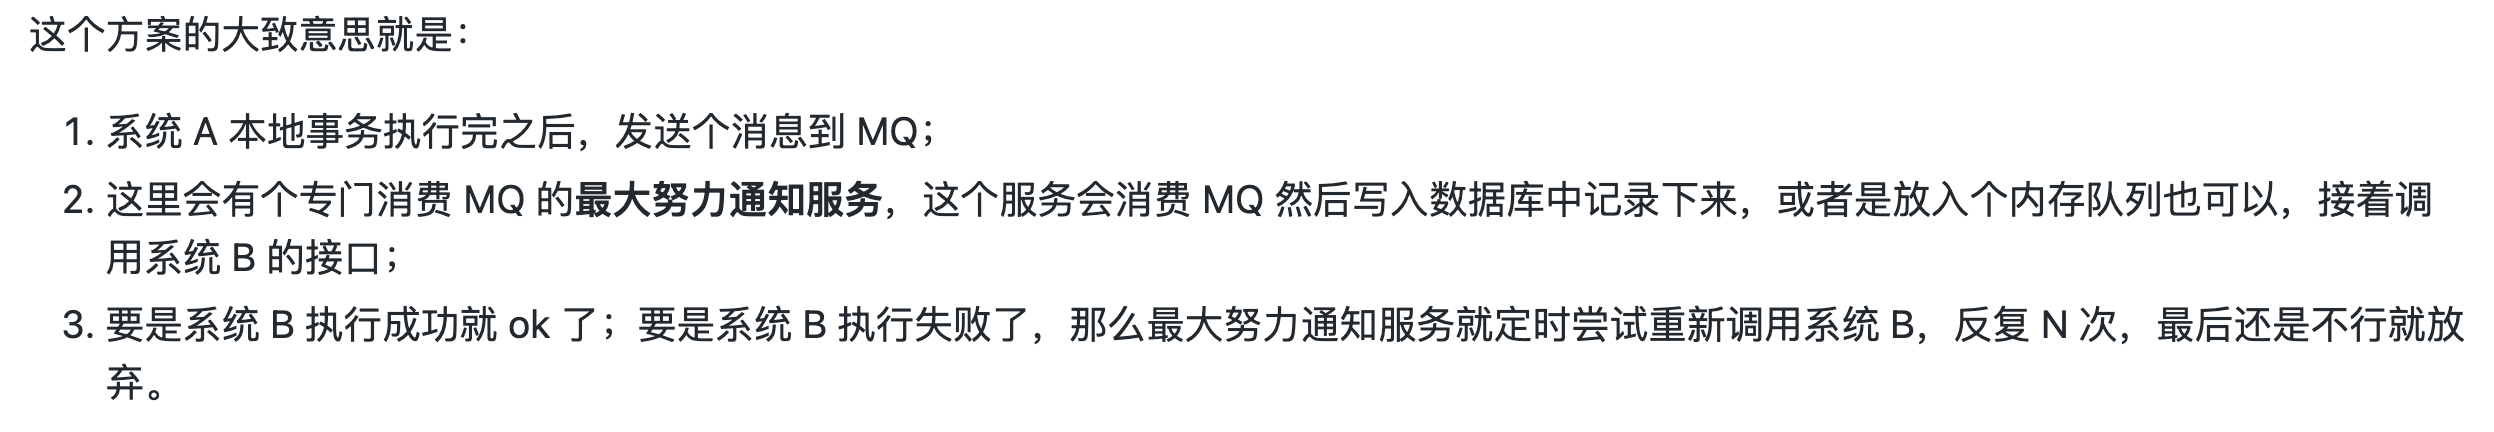 这个方案的大致思想是：
1. 系统 A 本地事务执行完之后，发送个消息到 MQ；
2. 这里会有个专门消费 MQ 的最大努力通知服务，这个服务会消费 MQ 然后写入数据库中记录下来，或者是放入个内存队列也可以，接着调
用系统 B 的接口；
3. 要是系统 B 执行成功就 ok 了；要是系统 B 执行失败了，那么最大努力通知服务就定时尝试重新调用系统 B，反复 N 次，最后还是不行就放
弃。